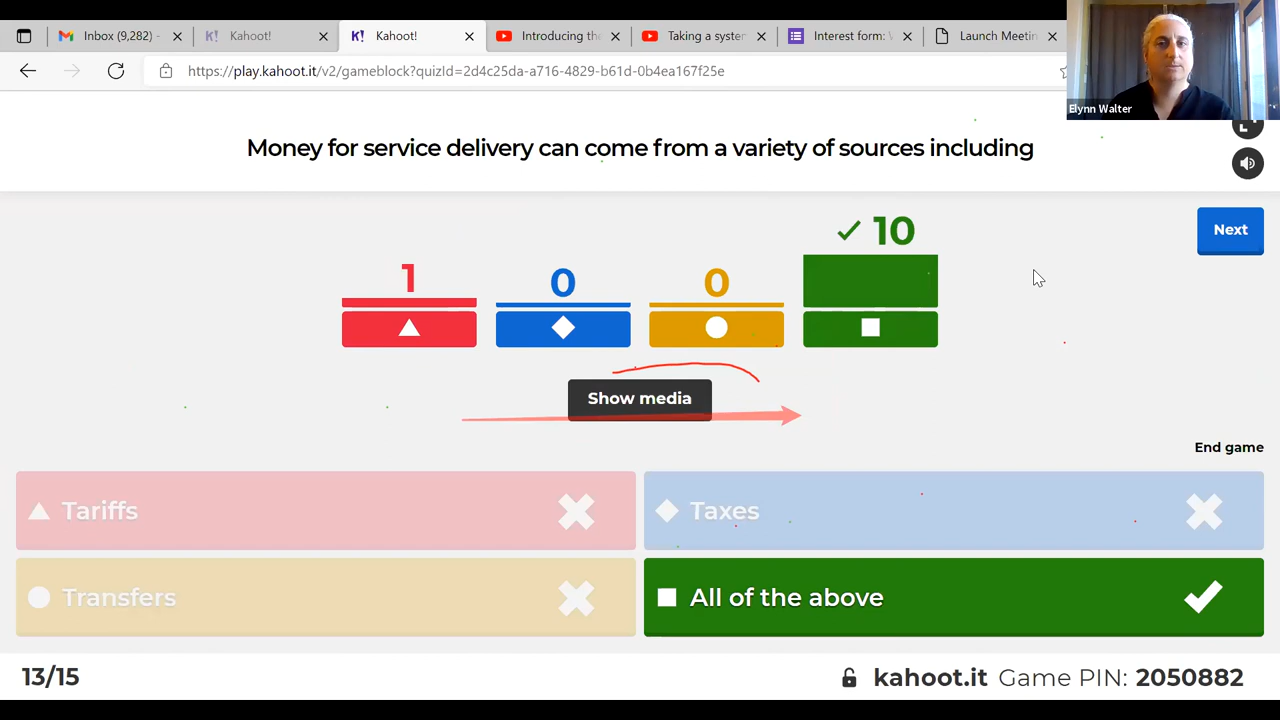 Inbox (9,282) -
Kahoot!
Kahoot!
Introducing the
Taking a system
Interest form: V
Launch Meetin
https://play.kahoot.it/v2/gameblock?quizId=2d4c25da-a716-4829-b61d-0b4ea167f25e
Elynn Walter
Money for service delivery can come from a variety of sources including
Next
1
0
0
10
Show media
End game
Tariffs
Taxes
Transfers
All of the above
13/15
kahoot.it Game PIN: 2050882